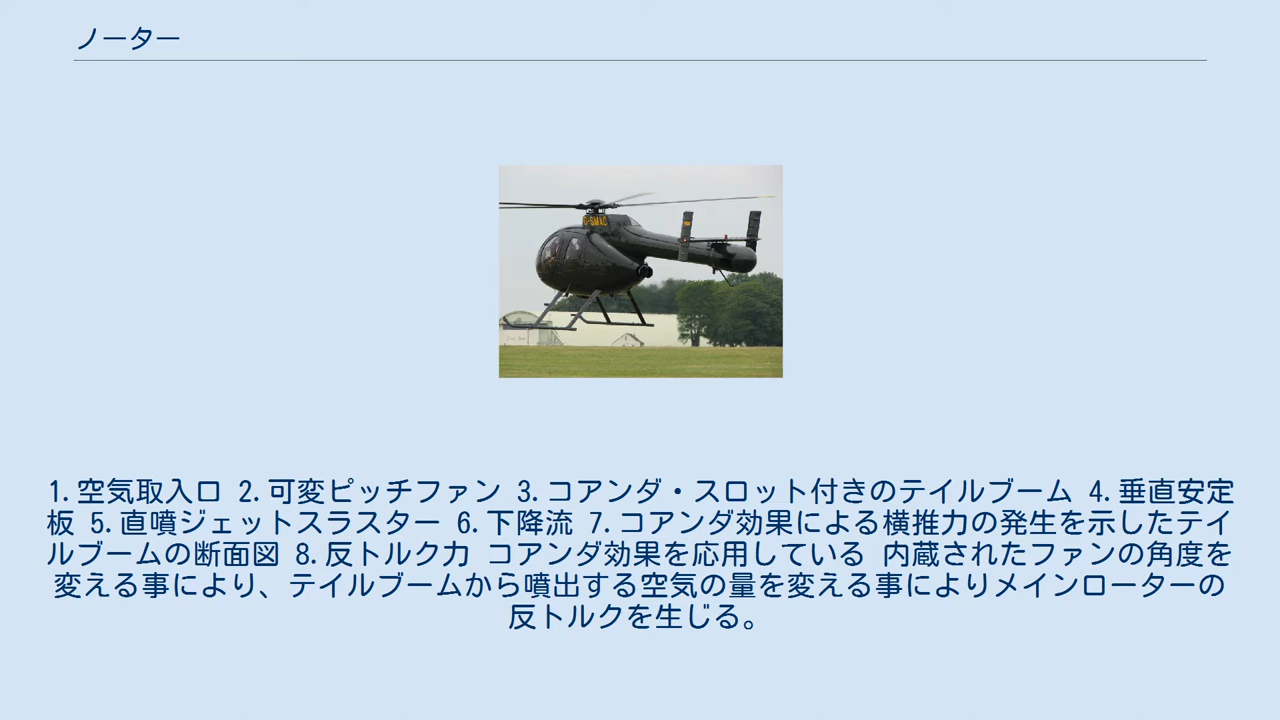 ノーター
G-SMAC
1.空気取入口 2.可変ピッチファン 3.コアンダ・スロット付きのテイルブーム 4.垂直安定
板 5.直噴ジェットスラスター 6.下降流 7.コアンダ効果による横推力の発生を示したテイ
ルブームの断面図 8.反トルク力 コアンダ効果を応用している 内蔵されたファンの角度を
変える事により、テイルブームから噴出する空気の量を変える事によりメインローターの
反トルクを生じる。